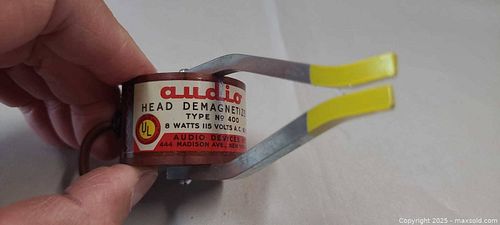 audio
HEAD DEMAGNETIZ
TYPE Nº 400
8 WATTS 115 VOLTS A.C.
UL
AUDIO DEVICES
444 MADISON AVE., NEW
Copyright © 2025 - maxsold.com